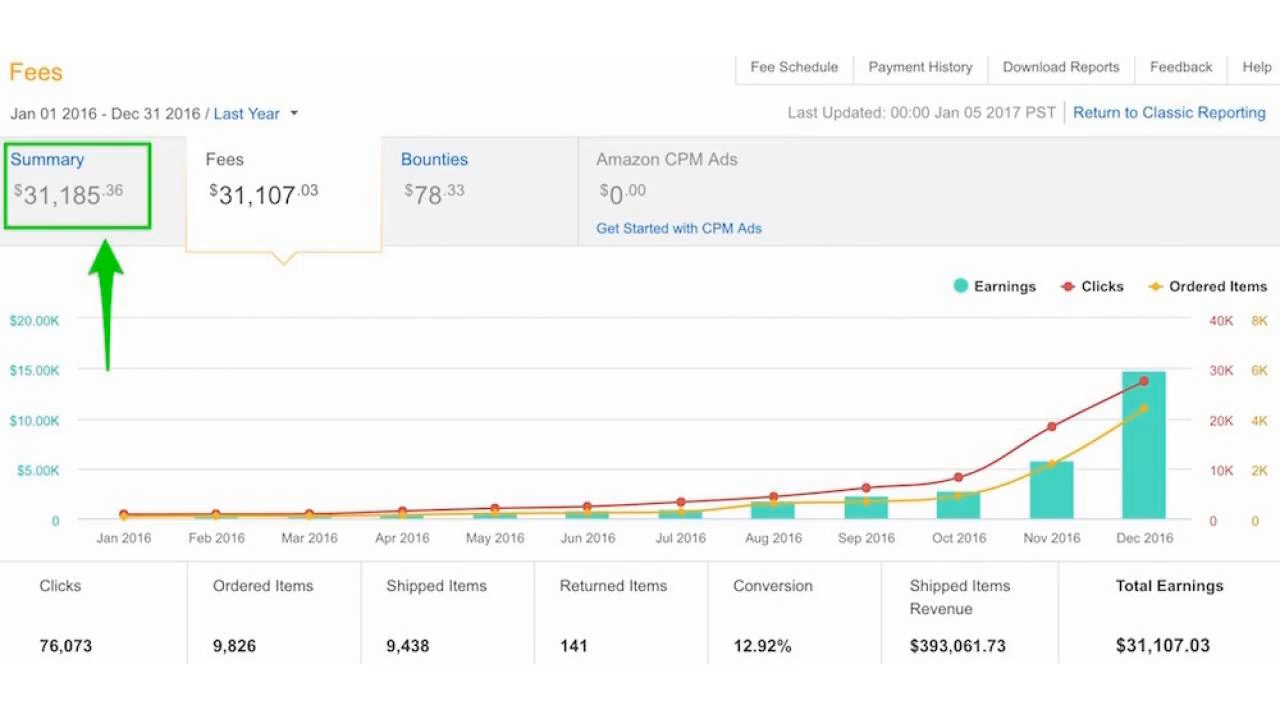 Fees
Fee Schedule Payment History Download Reports Feedback Help
Jan 01 2016 - Dec 31 2016 / Last Year
Last Updated: 00:00 Jan 05 2017 PST Return to Classic Reporting
Summary
$31,185.36
Fees
$31,107.03
Bounties
$78.33
Amazon CPM Ads
$0.00
Get Started with CPM Ads
Earnings Clicks Ordered Items
$20.00K 40K 8K
$15.00K 30K 6K
$10.00K 20K 4K
$5.00K 10K 2K
0 0 0
Jan 2016 Feb 2016 Mar 2016 Apr 2016 May 2016 Jun 2016 Jul 2016 Aug 2016 Sep 2016 Oct 2016 Nov 2016 Dec 2016
Clicks
76,073
Ordered Items
9,826
Shipped Items
9,438
Returned Items
141
Conversion
12.92%
Shipped Items
Revenue
$393,061.73
Total Earnings
$31,107.03